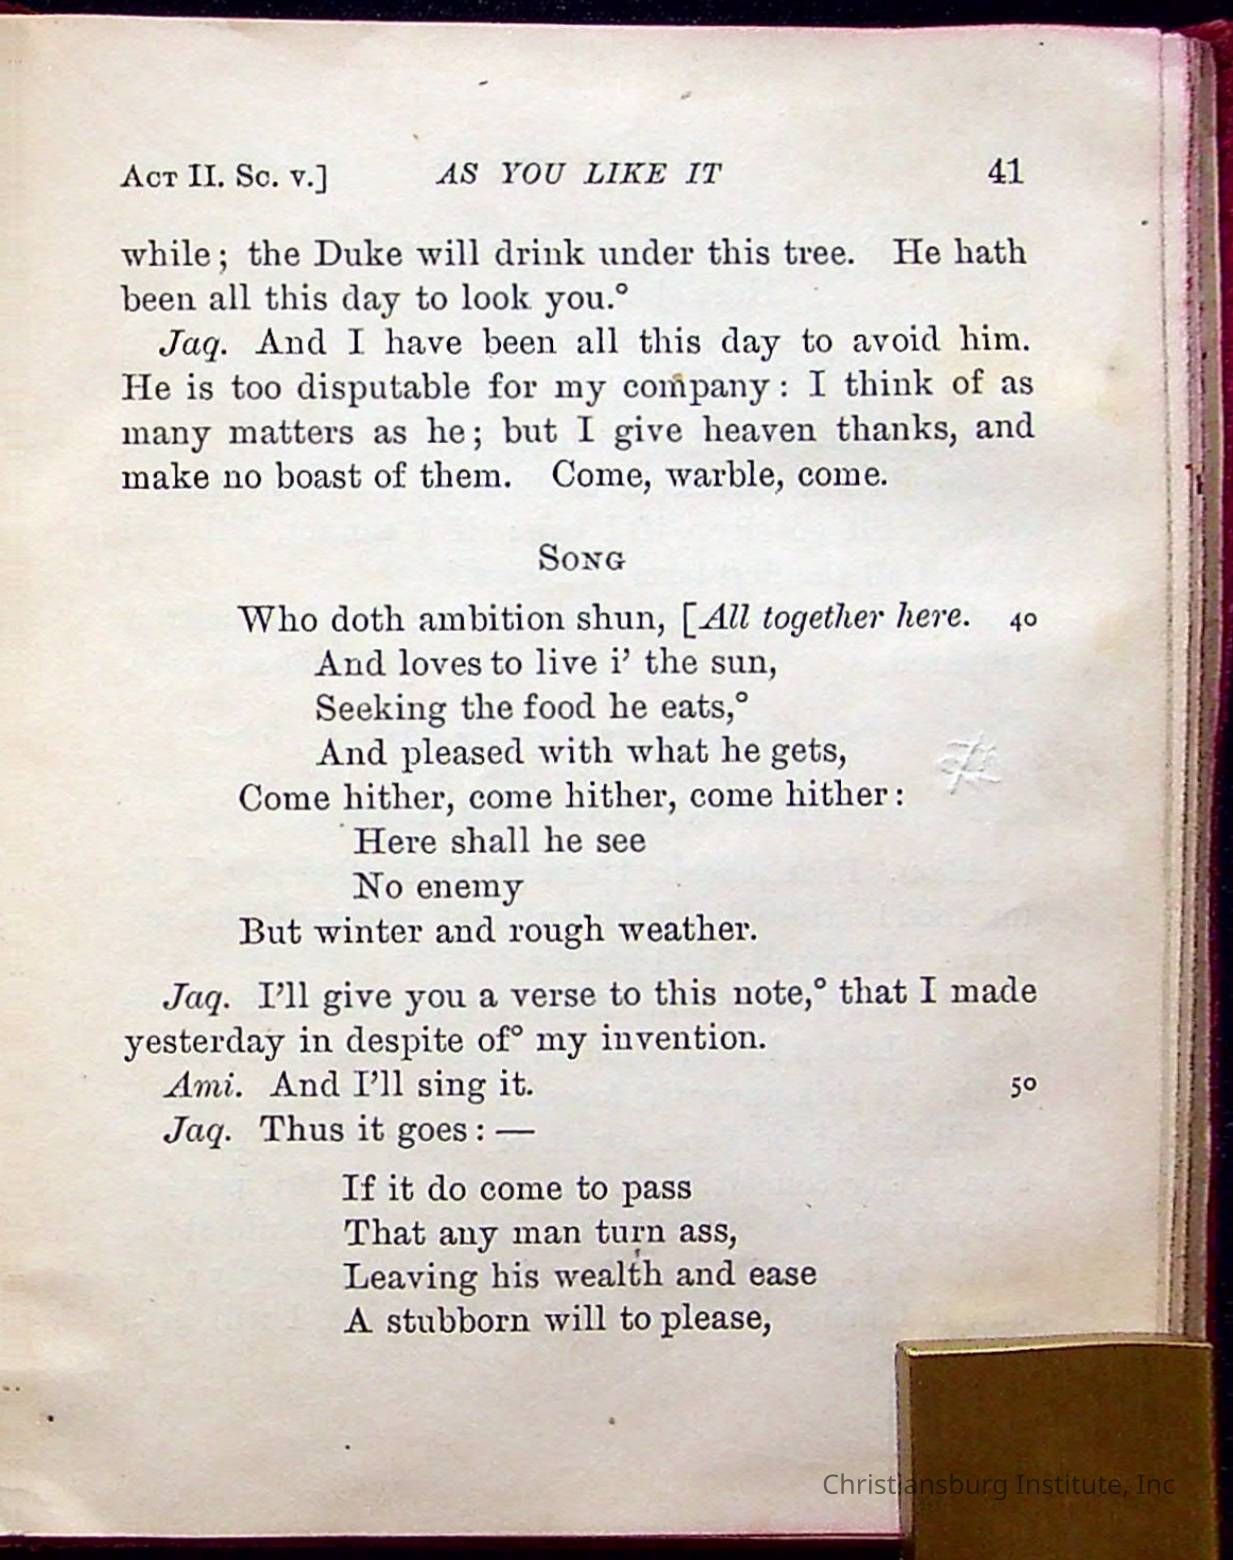 ACT II. Sc. v.] AS YOU LIKE IT 41
while; the Duke will drink under this tree. He hath
been all this day to look you.°
Jaq. And I have been all this day to avoid him.
He is too disputable for my company: I think of as
many matters as he; but I give heaven thanks, and
make no boast of them. Come, warble, come.
SONG
Who doth ambition shun, [All together here. 40
And loves to live i’ the sun,
Seeking the food he eats,°
And pleased with what he gets,
Come hither, come hither, come hither:
Here shall he see
No enemy
But winter and rough weather.
Jaq. I’ll give you a verse to this note,° that I made
yesterday in despite of° my invention.
Ami. And I’ll sing it. 50
Jaq. Thus it goes: —
If it do come to pass
That any man turn ass,
Leaving his wealth and ease
A stubborn will to please,
Christiansburg Institute, Inc